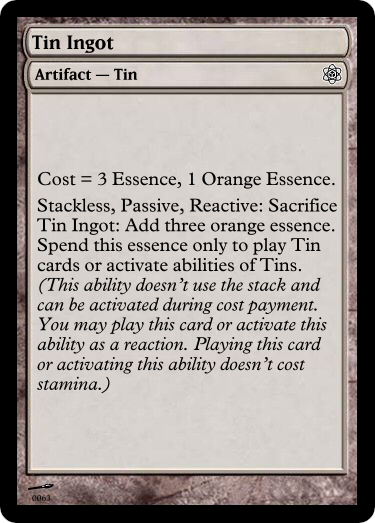 Tin Ingot
Artifact — Tin
Cost = 3 Essence, 1 Orange Essence.
Stackless, Passive, Reactive: Sacrifice
Tin Ingot: Add three orange essence.
Spend this essence only to play Tin
cards or activate abilities of Tins.
(This ability doesn't use the stack and
can be activated during cost payment.
You may play this card or activate this
ability as a reaction. Playing this card
or activating this ability doesn't cost
stamina.)
0063